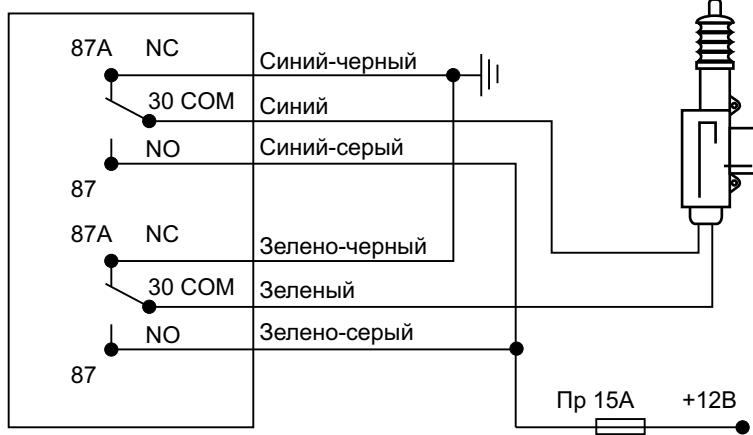 87A NC
Синий-черный
30 COM
Синий
NO
Синий-серый
87
87A NC
Зелено-черный
30 COM
Зеленый
NO
Зелено-серый
87
Пр 15А +12В